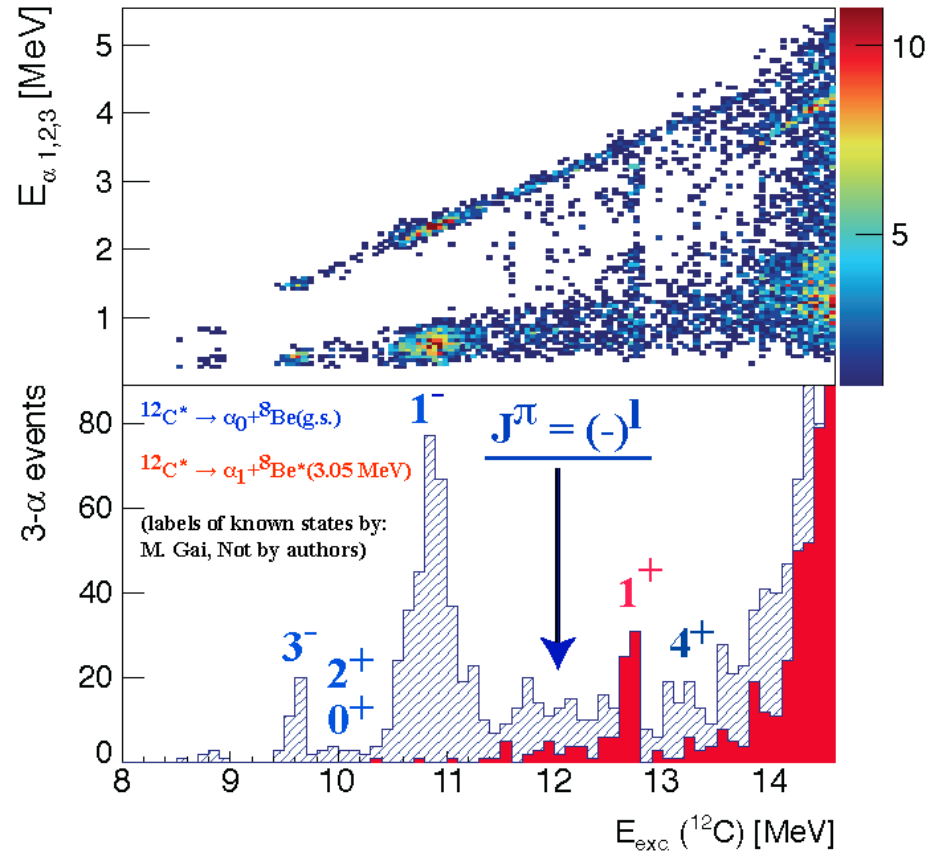 E α 1,2,3 [MeV]
5
4
3
2
1
10
5
3-α events
80
60
40
20
0
¹²C* → α₀+⁸Be(g.s.)
¹²C* → α₁+⁸Be*(3.05 MeV)
(labels of known states by:
M. Gai, Not by authors)
1⁻
J^π = (-)^l
3⁻
2⁺
0⁺
1⁺
4⁺
8 9 10 11 12 13 14
E_exc. (¹²C) [MeV]